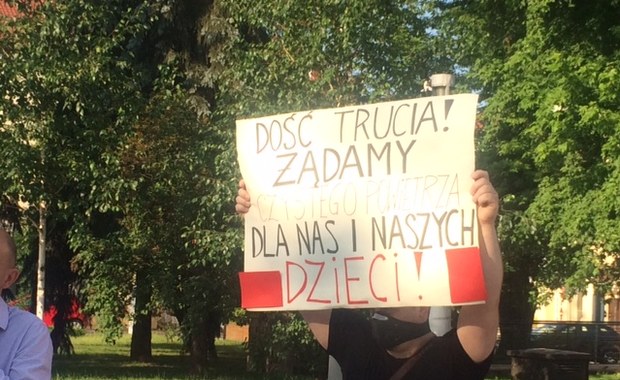 DOŚĆ TRUCIA!
ŻĄDAMY
CZYSTEGO POWIETRZA
DLA NAS I NASZYCH
DZIECI!